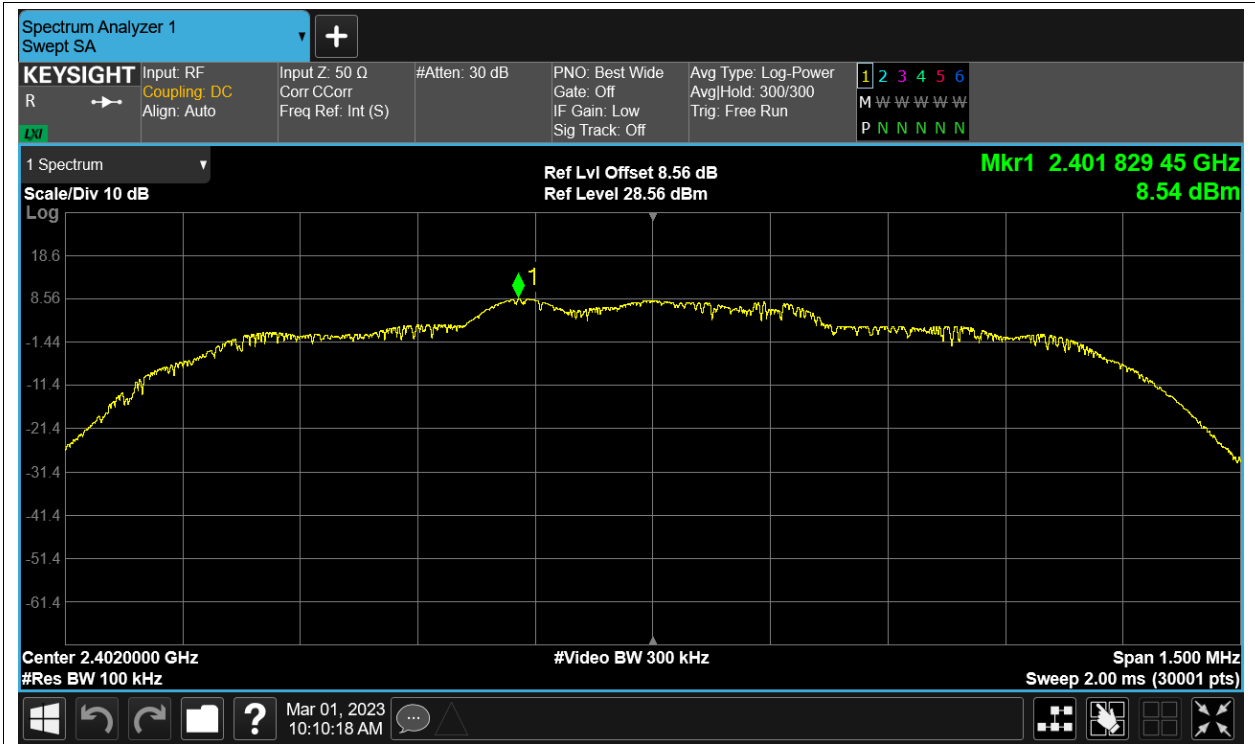 Spectrum Analyzer 1
Swept SA
+
KEYSIGHT
R
LXI
Input: RF
Coupling: DC
Align: Auto
Input Z: 50 Ω
Corr CCorr
Freq Ref: Int (S)
#Atten: 30 dB
PNO: Best Wide
Gate: Off
IF Gain: Low
Sig Track: Off
Avg Type: Log-Power
Avg|Hold: 300/300
Trig: Free Run
1 2 3 4 5 6
M W W W W W
P N N N N N
1 Spectrum
Scale/Div 10 dB
Ref Lvl Offset 8.56 dB
Ref Level 28.56 dBm
Mkr1 2.401 829 45 GHz
8.54 dBm
Log
18.6
8.56
-1.44
-11.4
-21.4
-31.4
-41.4
-51.4
-61.4
1
Center 2.4020000 GHz
#Res BW 100 kHz
#Video BW 300 kHz
Span 1.500 MHz
Sweep 2.00 ms (30001 pts)
?
Mar 01, 2023
10:10:18 AM